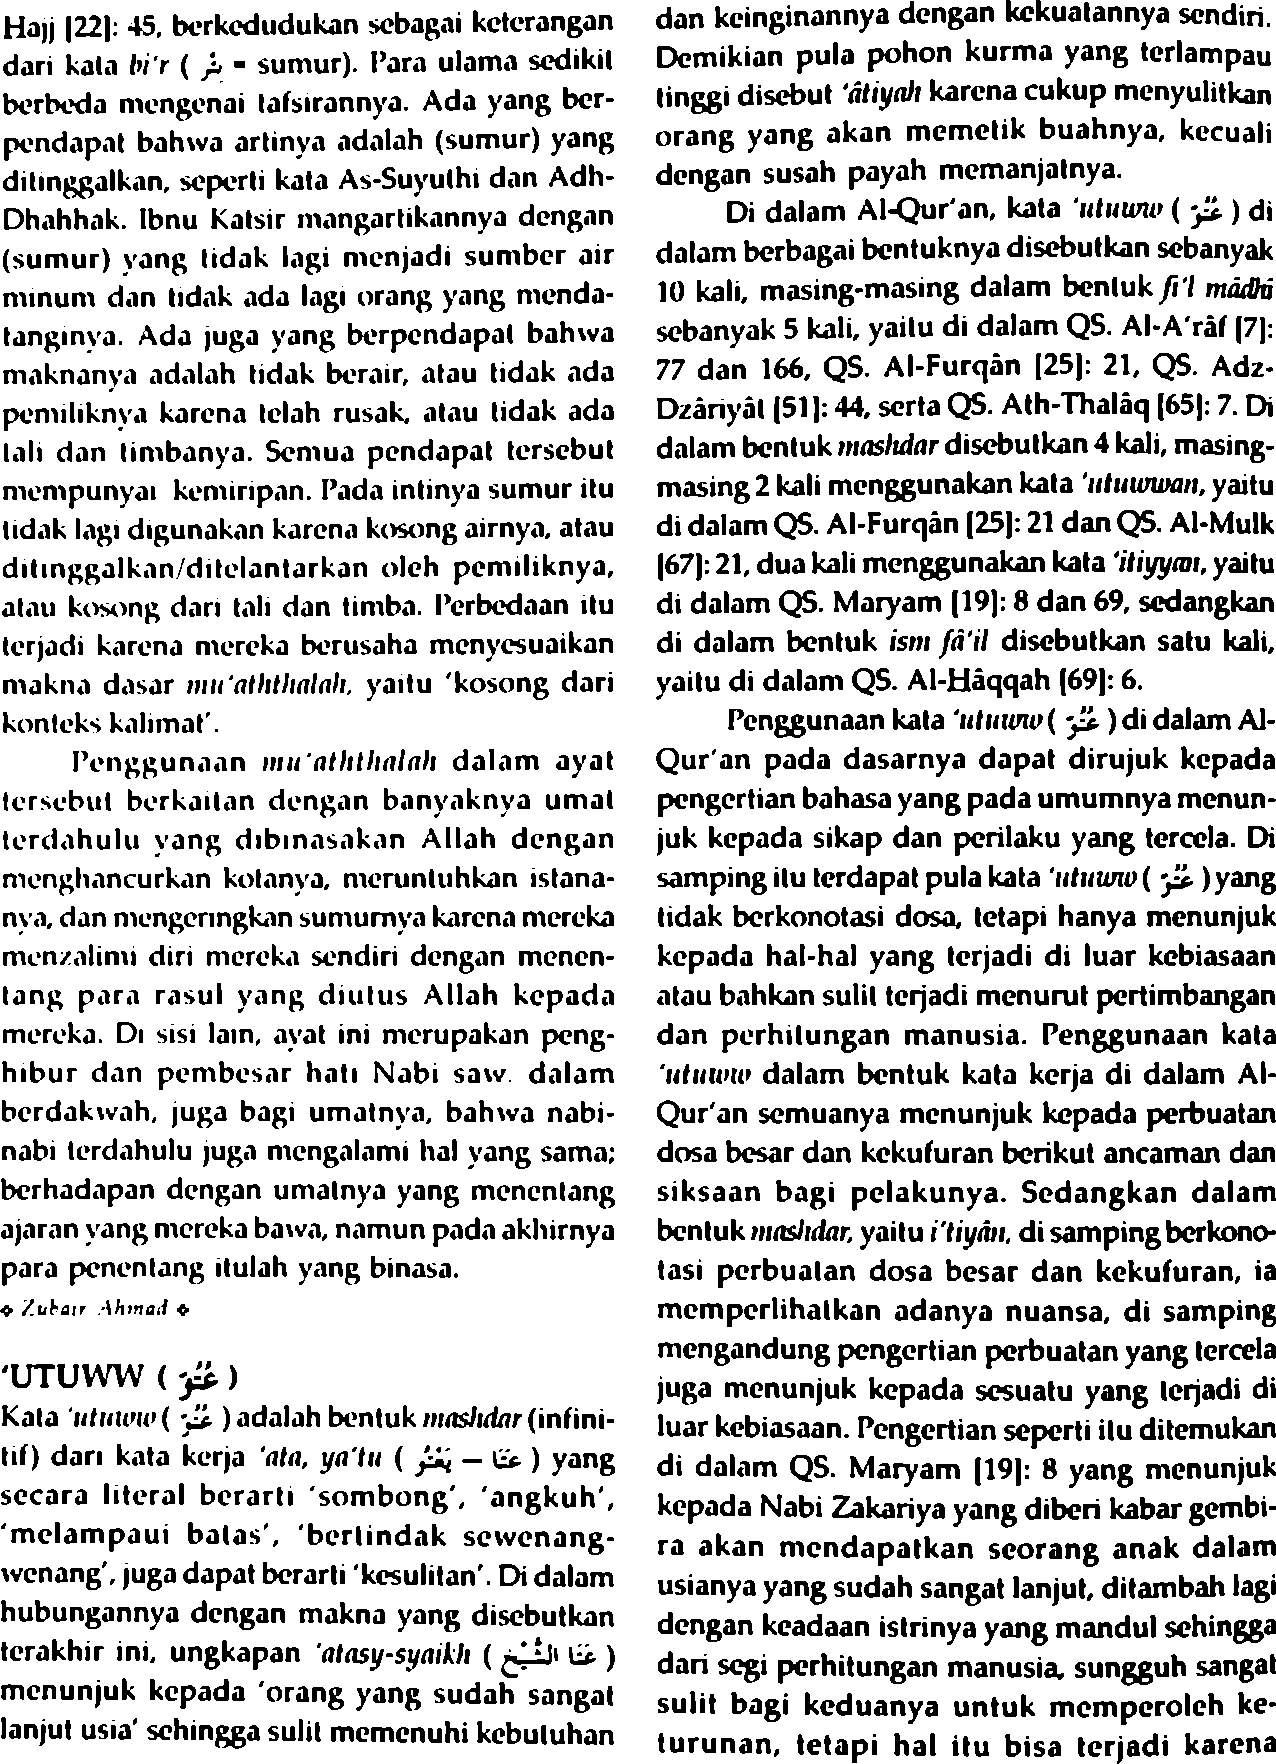 Hajj [22]: 45, berkedudukan sebagai keterangan
dari kata bi'r ( بِئْر = sumur). Para ulama sedikit
berbeda mengenai tafsirannya. Ada yang ber-
pendapat bahwa artinya adalah (sumur) yang
ditinggalkan, seperti kata As-Suyuthi dan Adh-
Dhahhak. Ibnu Katsir mangartikannya dengan
(sumur) yang tidak lagi menjadi sumber air
minum dan tidak ada lagi orang yang menda-
tanginya. Ada juga yang berpendapat bahwa
maknanya adalah tidak berair, atau tidak ada
pemiliknya karena telah rusak, atau tidak ada
tali dan timbanya. Semua pendapat tersebut
mempunyai kemiripan. Pada intinya sumur itu
tidak lagi digunakan karena kosong airnya, atau
ditinggalkan/ditelantarkan oleh pemiliknya,
atau kosong dari tali dan timba. Perbedaan itu
terjadi karena mereka berusaha menyesuaikan
makna dasar mu'aththalah, yaitu 'kosong dari
konteks kalimat'.
Penggunaan mu'aththalah dalam ayat
tersebut berkaitan dengan banyaknya umat
terdahulu yang dibinasakan Allah dengan
menghancurkan kotanya, meruntuhkan istana-
nya, dan mengeringkan sumurnya karena mereka
menzalimi diri mereka sendiri dengan menen-
tang para rasul yang diutus Allah kepada
mereka. Di sisi lain, ayat ini merupakan peng-
hibur dan pembesar hati Nabi saw. dalam
berdakwah, juga bagi umatnya, bahwa nabi-
nabi terdahulu juga mengalami hal yang sama;
berhadapan dengan umatnya yang menentang
ajaran yang mereka bawa, namun pada akhirnya
para penentang itulah yang binasa.
❖ Zubair Ahmad ❖
'UTUWW ( عُتُوّ )
Kata 'utuww ( عُتُوّ ) adalah bentuk mashdar (infini-
tif) dari kata kerja 'ata, ya'tu ( عَتَا – يَعْتُو ) yang
secara literal berarti 'sombong', 'angkuh',
'melampaui batas', 'bertindak sewenang-
wenang', juga dapat berarti 'kesulitan'. Di dalam
hubungannya dengan makna yang disebutkan
terakhir ini, ungkapan 'atasy-syaikh ( عَتَا الشَّيْخ )
menunjuk kepada 'orang yang sudah sangat
lanjut usia' sehingga sulit memenuhi kebutuhan
dan keinginannya dengan kekuatannya sendiri.
Demikian pula pohon kurma yang terlampau
tinggi disebut 'âtiyah karena cukup menyulitkan
orang yang akan memetik buahnya, kecuali
dengan susah payah memanjatnya.
Di dalam Al-Qur'an, kata 'utuww ( عُتُوّ ) di
dalam berbagai bentuknya disebutkan sebanyak
10 kali, masing-masing dalam bentuk fi'l mâdhî
sebanyak 5 kali, yaitu di dalam QS. Al-A'râf [7]:
77 dan 166, QS. Al-Furqân [25]: 21, QS. Adz-
Dzâriyât [51]: 44, serta QS. Ath-Thalâq [65]: 7. Di
dalam bentuk mashdar disebutkan 4 kali, masing-
masing 2 kali menggunakan kata 'utuwwan, yaitu
di dalam QS. Al-Furqân [25]: 21 dan QS. Al-Mulk
[67]: 21, dua kali menggunakan kata 'itiyyan, yaitu
di dalam QS. Maryam [19]: 8 dan 69, sedangkan
di dalam bentuk ism fâ'il disebutkan satu kali,
yaitu di dalam QS. Al-Hâqqah [69]: 6.
Penggunaan kata 'utuww ( عُتُوّ ) di dalam Al-
Qur'an pada dasarnya dapat dirujuk kepada
pengertian bahasa yang pada umumnya menun-
juk kepada sikap dan perilaku yang tercela. Di
samping itu terdapat pula kata 'utuww ( عُتُوّ ) yang
tidak berkonotasi dosa, tetapi hanya menunjuk
kepada hal-hal yang terjadi di luar kebiasaan
atau bahkan sulit terjadi menurut pertimbangan
dan perhitungan manusia. Penggunaan kata
'utuww dalam bentuk kata kerja di dalam Al-
Qur'an semuanya menunjuk kepada perbuatan
dosa besar dan kekufuran berikut ancaman dan
siksaan bagi pelakunya. Sedangkan dalam
bentuk mashdar, yaitu i'tiyân, di samping berkono-
tasi perbuatan dosa besar dan kekufuran, ia
memperlihatkan adanya nuansa, di samping
mengandung pengertian perbuatan yang tercela
juga menunjuk kepada sesuatu yang terjadi di
luar kebiasaan. Pengertian seperti itu ditemukan
di dalam QS. Maryam [19]: 8 yang menunjuk
kepada Nabi Zakariya yang diberi kabar gembi-
ra akan mendapatkan seorang anak dalam
usianya yang sudah sangat lanjut, ditambah lagi
dengan keadaan istrinya yang mandul sehingga
dari segi perhitungan manusia, sungguh sangat
sulit bagi keduanya untuk memperoleh ke-
turunan, tetapi hal itu bisa terjadi karena